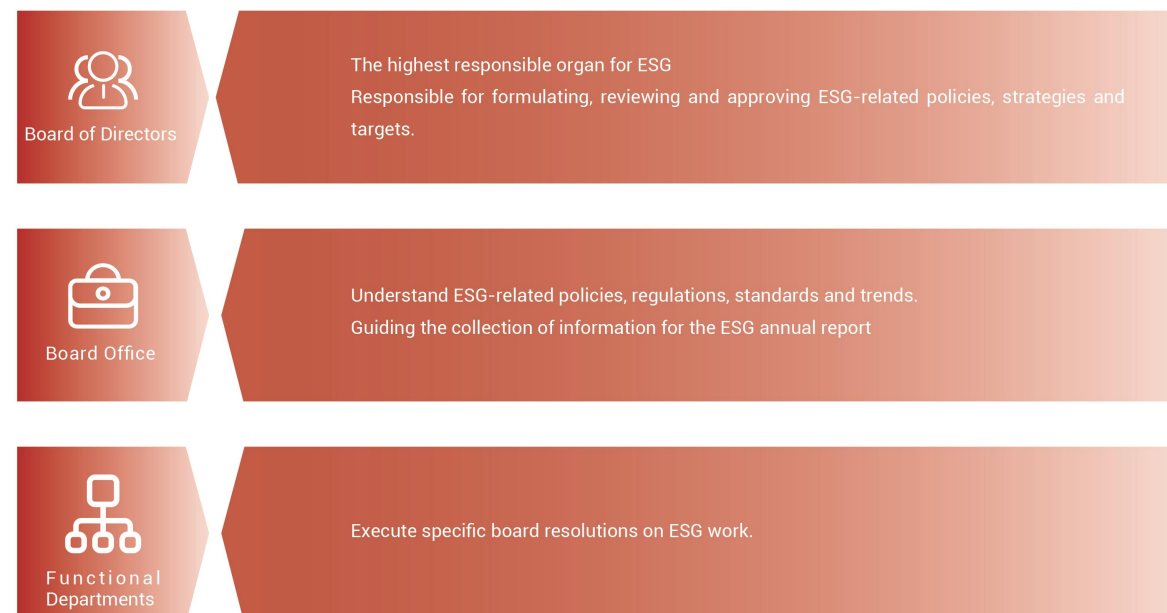 The highest responsible organ for ESG
Responsible for formulating, reviewing and approving ESG-related policies, strategies and
targets.
Board of Directors
Understand ESG-related policies, regulations, standards and trends.
Guiding the collection of information for the ESG annual report
Board Office
Execute specific board resolutions on ESG work.
Functional
Departments